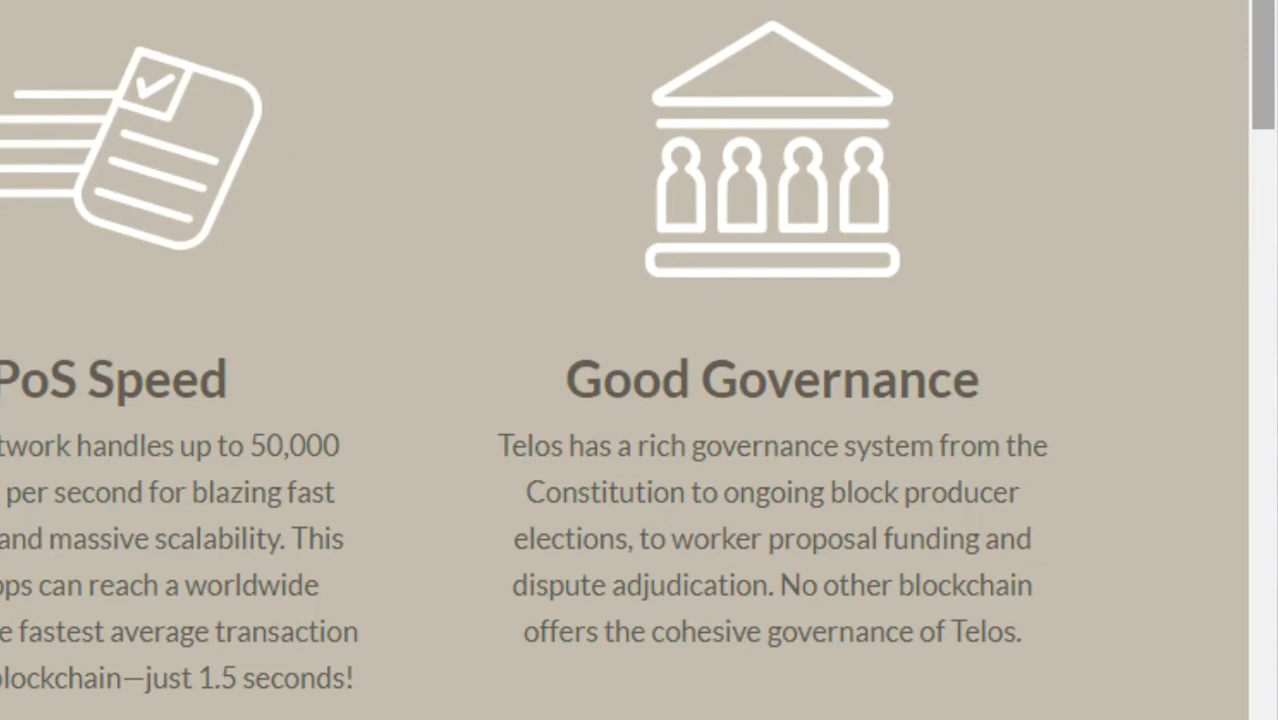 PoS Speed
handles up to 50,000
per second for blazing fast
and massive scalability. This
can reach a worldwide
fastest average transaction
just 1.5 seconds!
Good Governance
Telos has a rich governance system from the
Constitution to ongoing block producer
elections, to worker proposal funding and
dispute adjudication. No other blockchain
offers the cohesive governance of Telos.